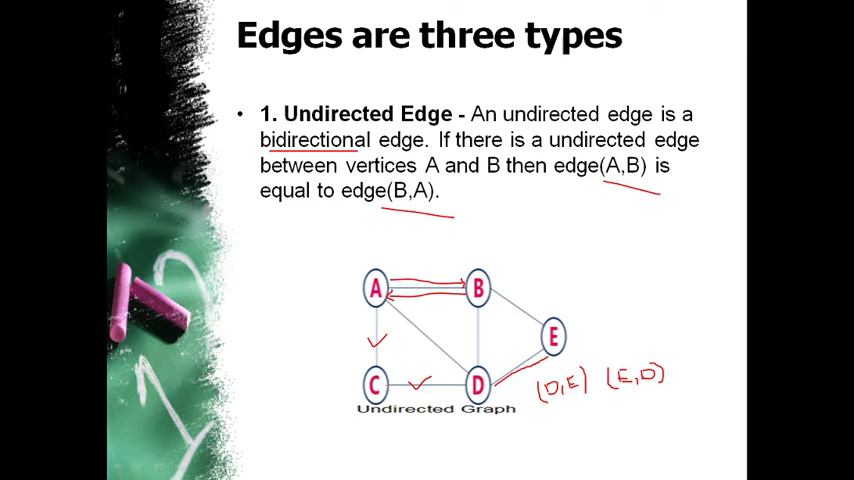 Edges are three types
• 1. Undirected Edge - An undirected edge is a
bidirectional edge. If there is a undirected edge
between vertices A and B then edge(A,B) is
equal to edge(B,A).
A B
E
C D
(D,E) (E,D)
Undirected Graph